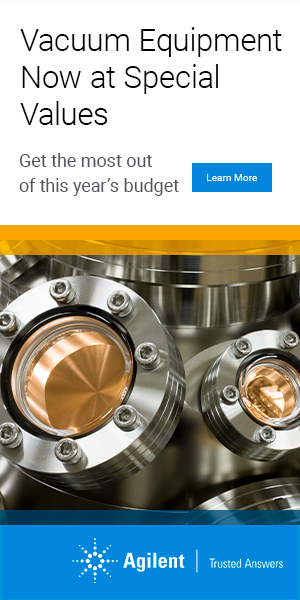 Vacuum Equipment
Now at Special
Values
Get the most out
of this year’s budget
Learn More
Agilent
Trusted Answers